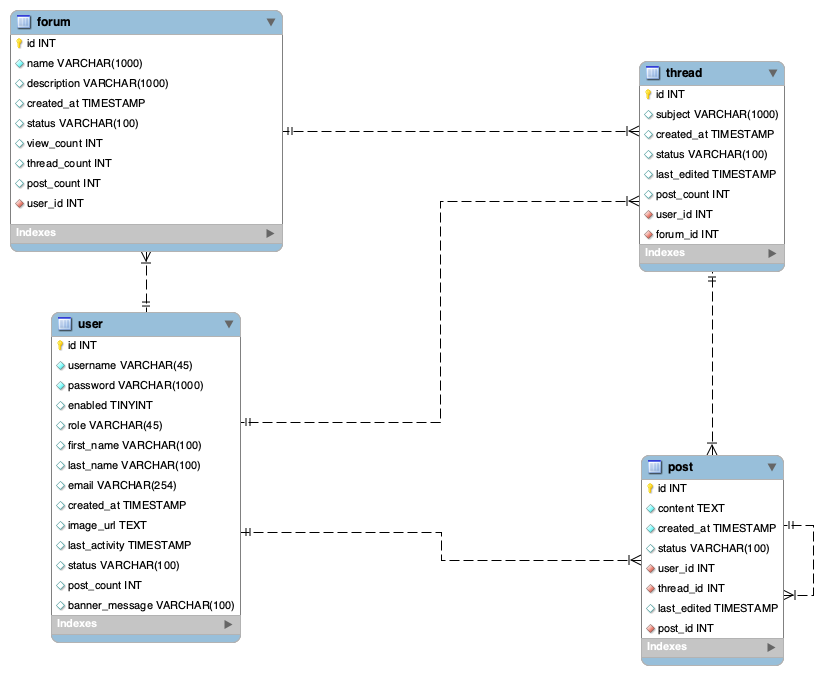 forum
id INT
name VARCHAR(1000)
description VARCHAR(1000)
created_at TIMESTAMP
status VARCHAR(100)
view_count INT
thread_count INT
post_count INT
user_id INT
Indexes
thread
id INT
subject VARCHAR(1000)
created_at TIMESTAMP
status VARCHAR(100)
last_edited TIMESTAMP
post_count INT
user_id INT
forum_id INT
Indexes
user
id INT
username VARCHAR(45)
password VARCHAR(1000)
enabled TINYINT
role VARCHAR(45)
first_name VARCHAR(100)
last_name VARCHAR(100)
email VARCHAR(254)
created_at TIMESTAMP
image_url TEXT
last_activity TIMESTAMP
status VARCHAR(100)
post_count INT
banner_message VARCHAR(100)
Indexes
post
id INT
content TEXT
created_at TIMESTAMP
status VARCHAR(100)
user_id INT
thread_id INT
last_edited TIMESTAMP
post_id INT
Indexes